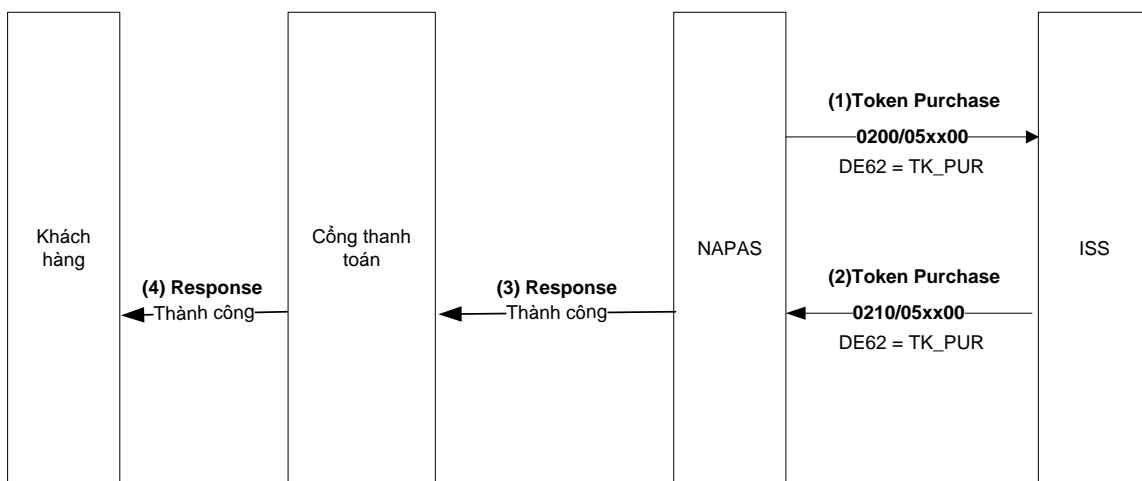 (1)Token Purchase
0200/05xx00
DE62 = TK_PUR
Khách
hàng
Cổng thanh
toán
NAPAS
ISS
(4) Response
Thành công
(3) Response
Thành công
(2)Token Purchase
0210/05xx00
DE62 = TK_PUR